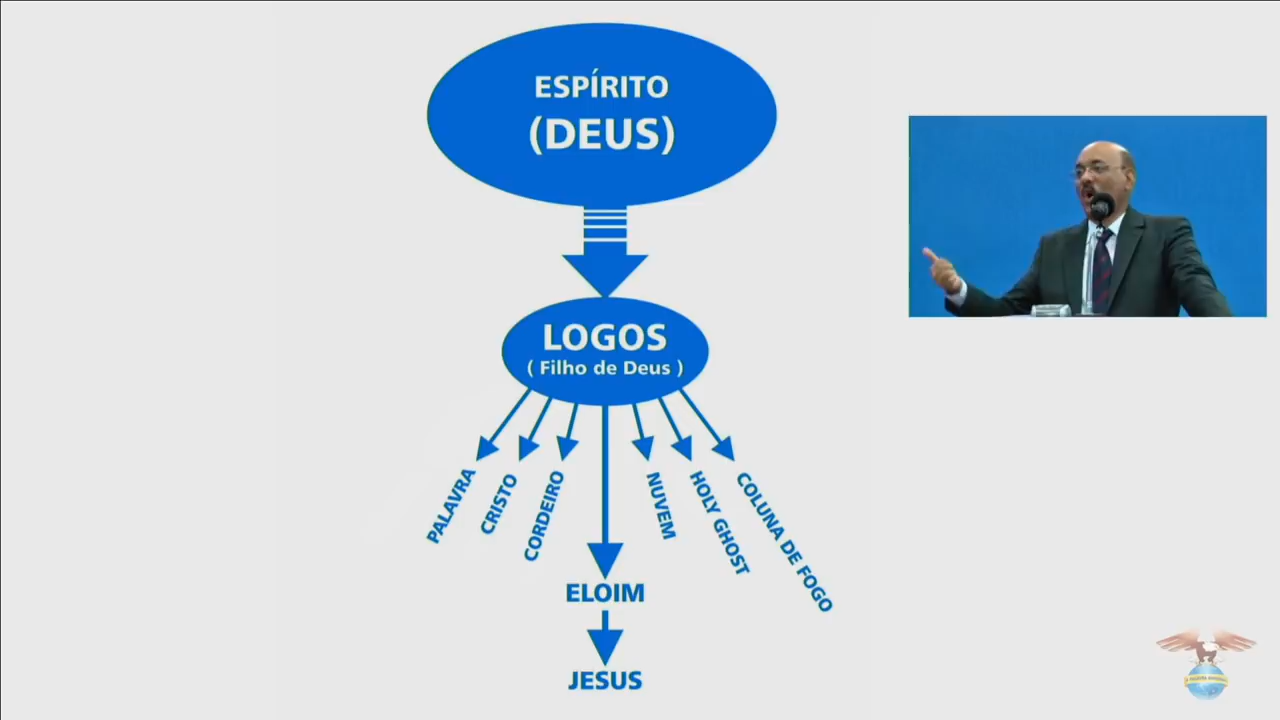 ESPÍRITO
(DEUS)
LOGOS
( Filho de Deus )
PALAVRA
CRISTO
CORDEIRO
NUVEM
HOLY GHOST
COLUNA DE FOGO
ELOIM
JESUS